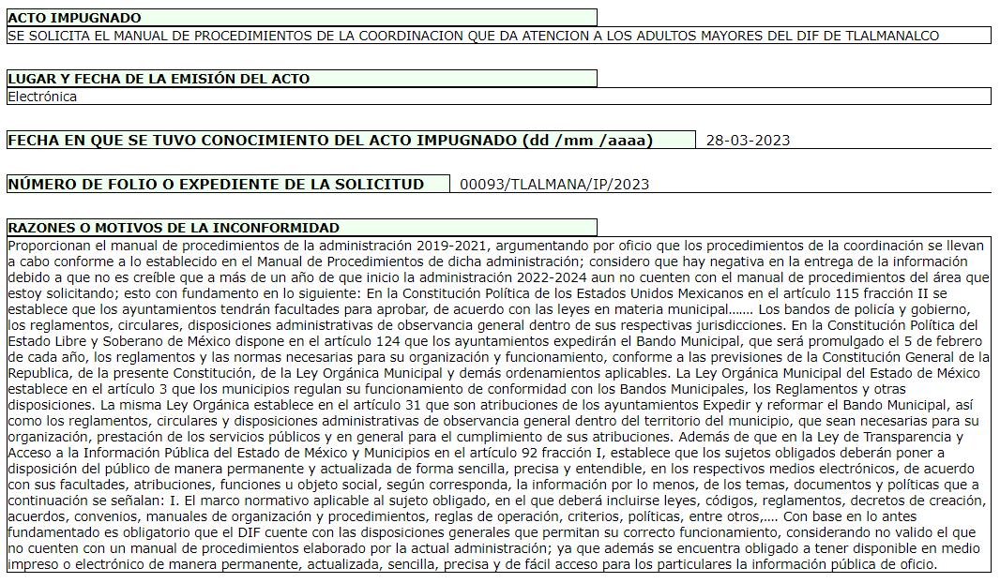 ACTO IMPUGNADO
SE SOLICITA EL MANUAL DE PROCEDIMIENTOS DE LA COORDINACION QUE DA ATENCION A LOS ADULTOS MAYORES DEL DIF DE TLALMANALCO
LUGAR Y FECHA DE LA EMISIÓN DEL ACTO
Electrónica
FECHA EN QUE SE TUVO CONOCIMIENTO DEL ACTO IMPUGNADO (dd /mm /aaaa) 28-03-2023
NÚMERO DE FOLIO O EXPEDIENTE DE LA SOLICITUD 00093/TLALMANA/IP/2023
RAZONES O MOTIVOS DE LA INCONFORMIDAD
Proporcionan el manual de procedimientos de la administración 2019-2021, argumentando por oficio que los procedimientos de la coordinación se llevan
a cabo conforme a lo establecido en el Manual de Procedimientos de dicha administración; considero que hay negativa en la entrega de la información
debido a que no es creíble que a más de un año de que inicio la administración 2022-2024 aun no cuenten con el manual de procedimientos del área que
estoy solicitando; esto con fundamento en lo siguiente: En la Constitución Política de los Estados Unidos Mexicanos en el artículo 115 fracción II se
establece que los ayuntamientos tendrán facultades para aprobar, de acuerdo con las leyes en materia municipal....... Los bandos de policía y gobierno,
los reglamentos, circulares, disposiciones administrativas de observancia general dentro de sus respectivas jurisdicciones. En la Constitución Política del
Estado Libre y Soberano de México dispone en el artículo 124 que los ayuntamientos expedirán el Bando Municipal, que será promulgado el 5 de febrero
de cada año, los reglamentos y las normas necesarias para su organización y funcionamiento, conforme a las previsiones de la Constitución General de la
Republica, de la presente Constitución, de la Ley Orgánica Municipal y demás ordenamientos aplicables. La Ley Orgánica Municipal del Estado de México
establece en el artículo 3 que los municipios regulan su funcionamiento de conformidad con los Bandos Municipales, los Reglamentos y otras
disposiciones. La misma Ley Orgánica establece en el artículo 31 que son atribuciones de los ayuntamientos Expedir y reformar el Bando Municipal, así
como los reglamentos, circulares y disposiciones administrativas de observancia general dentro del territorio del municipio, que sean necesarias para su
organización, prestación de los servicios públicos y en general para el cumplimiento de sus atribuciones. Además de que en la Ley de Transparencia y
Acceso a la Información Pública del Estado de México y Municipios en el artículo 92 fracción I, establece que los sujetos obligados deberán poner a
disposición del público de manera permanente y actualizada de forma sencilla, precisa y entendible, en los respectivos medios electrónicos, de acuerdo
con sus facultades, atribuciones, funciones u objeto social, según corresponda, la información por lo menos, de los temas, documentos y políticas que a
continuación se señalan: I. El marco normativo aplicable al sujeto obligado, en el que deberá incluirse leyes, códigos, reglamentos, decretos de creación,
acuerdos, convenios, manuales de organización y procedimientos, reglas de operación, criterios, políticas, entre otros,.... Con base en lo antes
fundamentado es obligatorio que el DIF cuente con las disposiciones generales que permitan su correcto funcionamiento, considerando no valido el que
no cuenten con un manual de procedimientos elaborado por la actual administración; ya que además se encuentra obligado a tener disponible en medio
impreso o electrónico de manera permanente, actualizada, sencilla, precisa y de fácil acceso para los particulares la información pública de oficio.